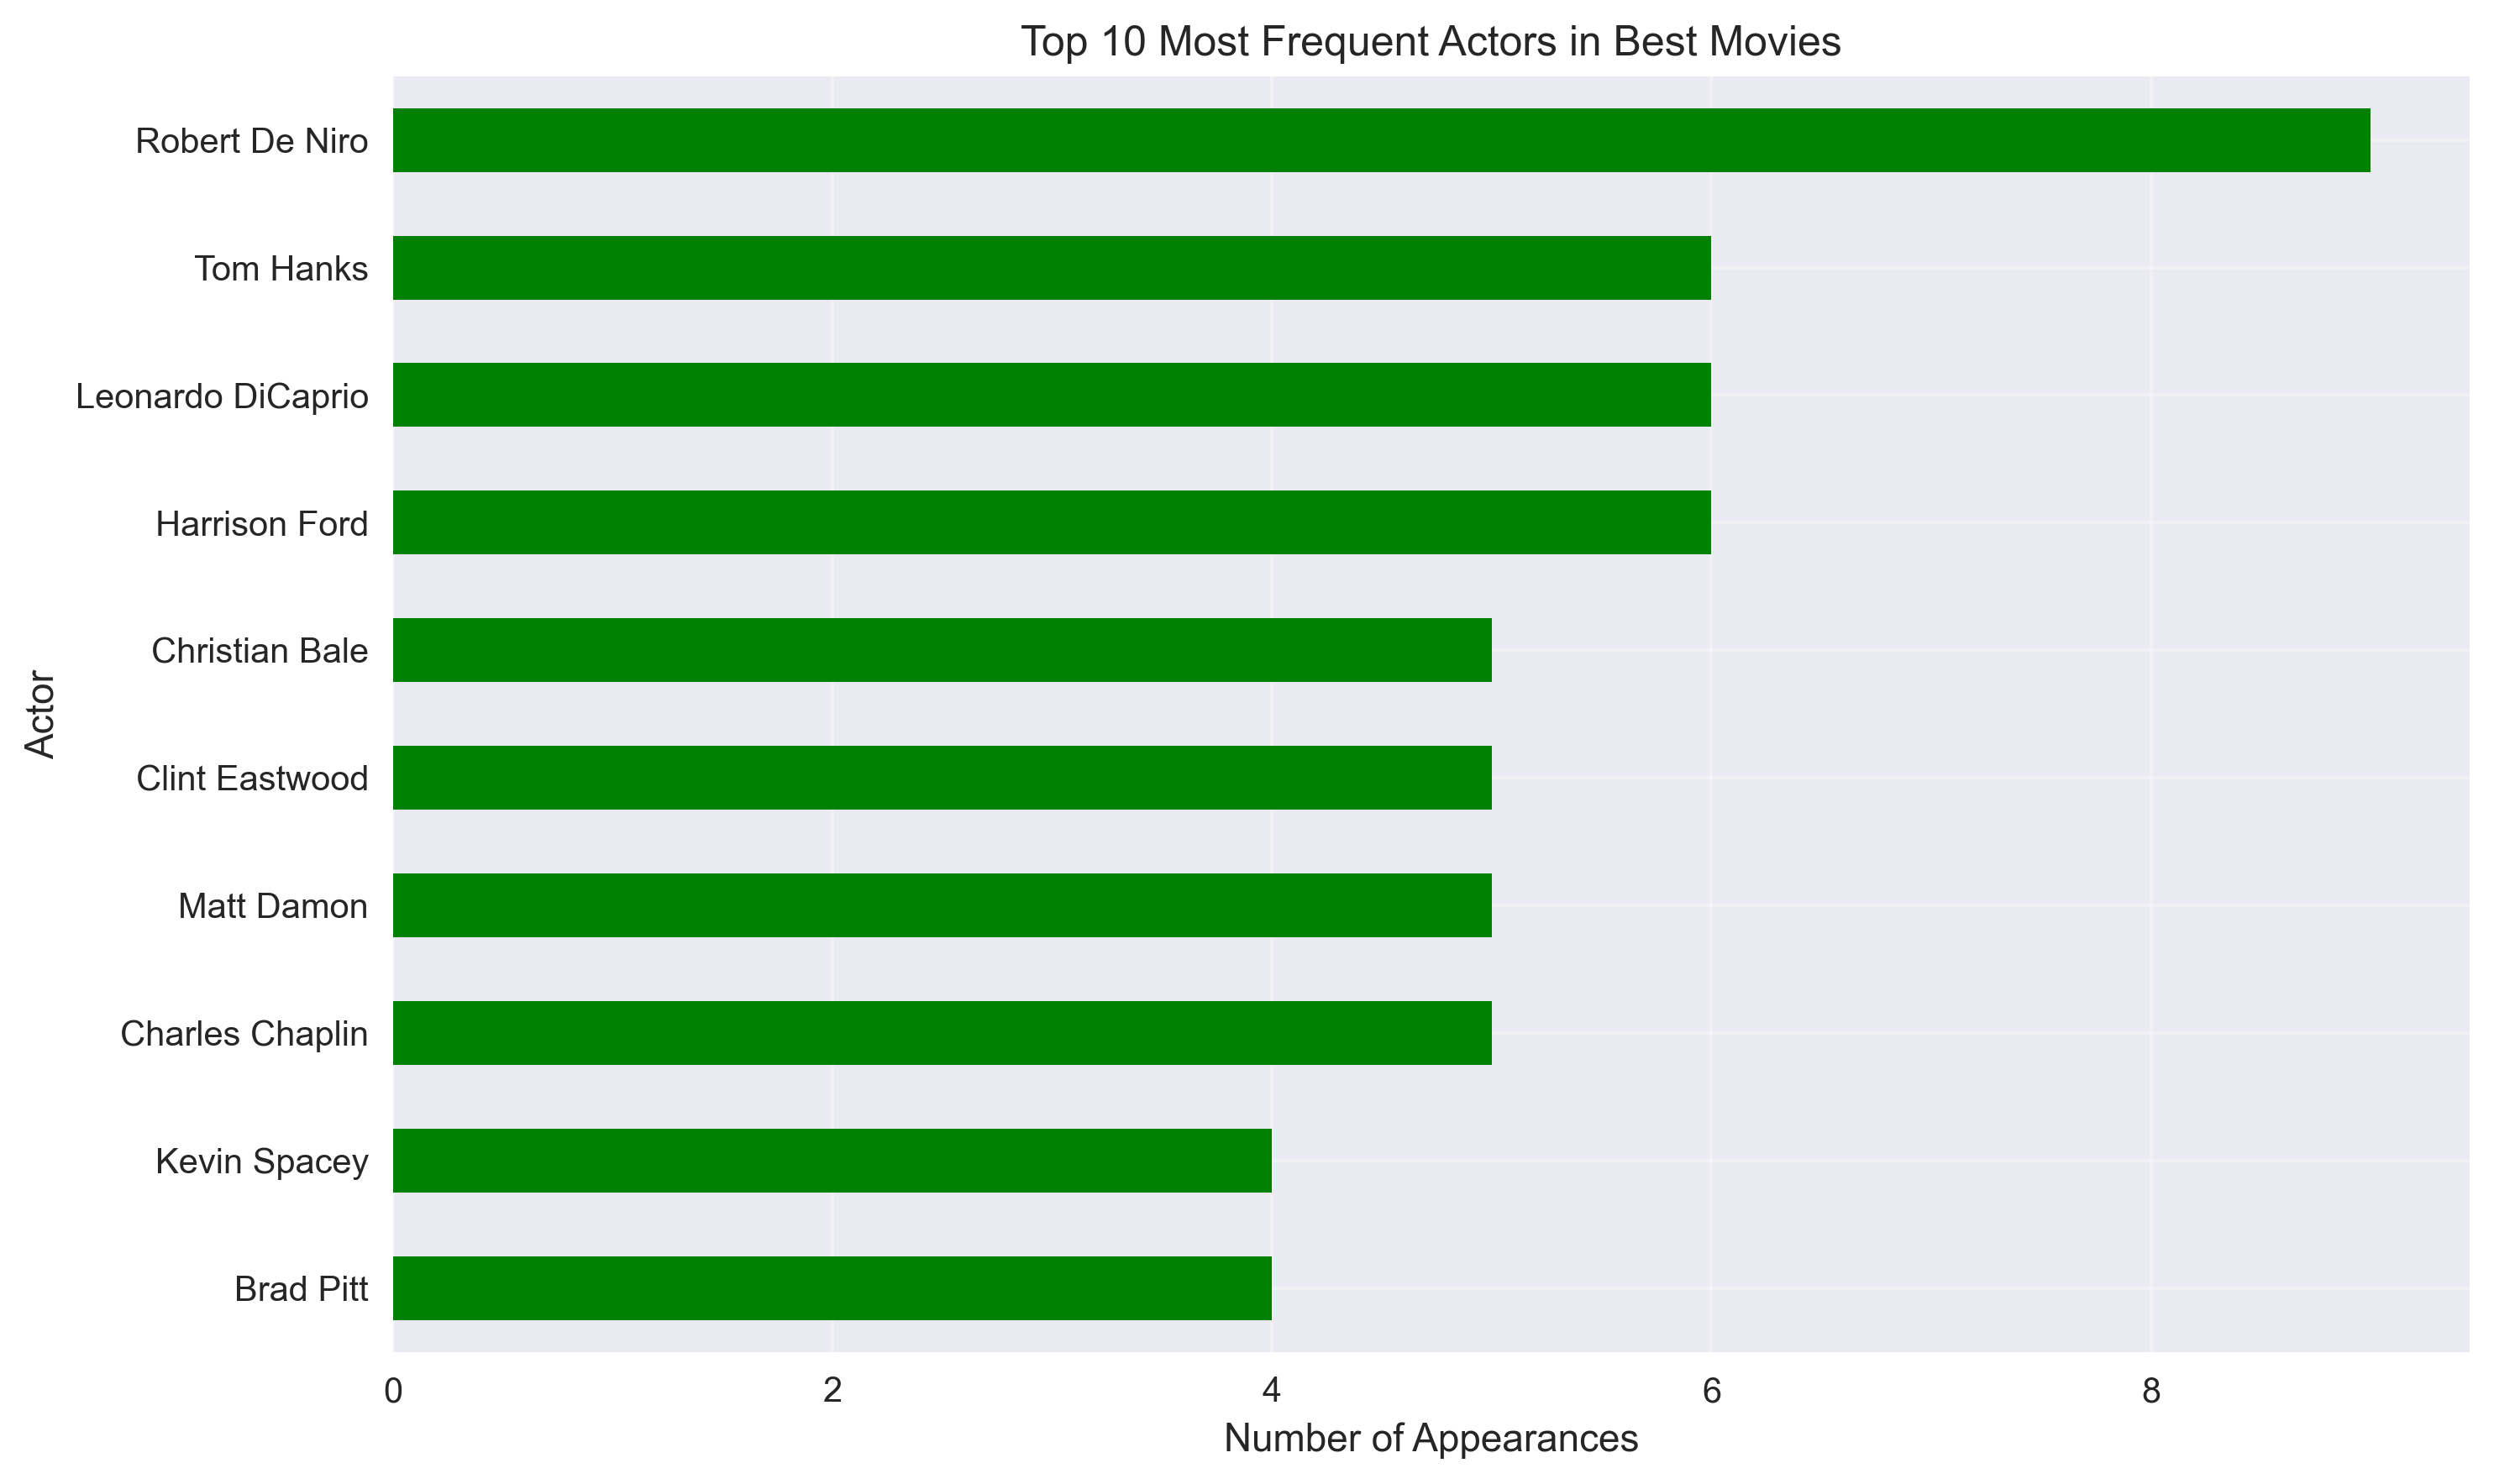 Top 10 Most Frequent Actors in Best Movies
Actor
Robert De Niro
Tom Hanks
Leonardo DiCaprio
Harrison Ford
Christian Bale
Clint Eastwood
Matt Damon
Charles Chaplin
Kevin Spacey
Brad Pitt
0 2 4 6 8
Number of Appearances